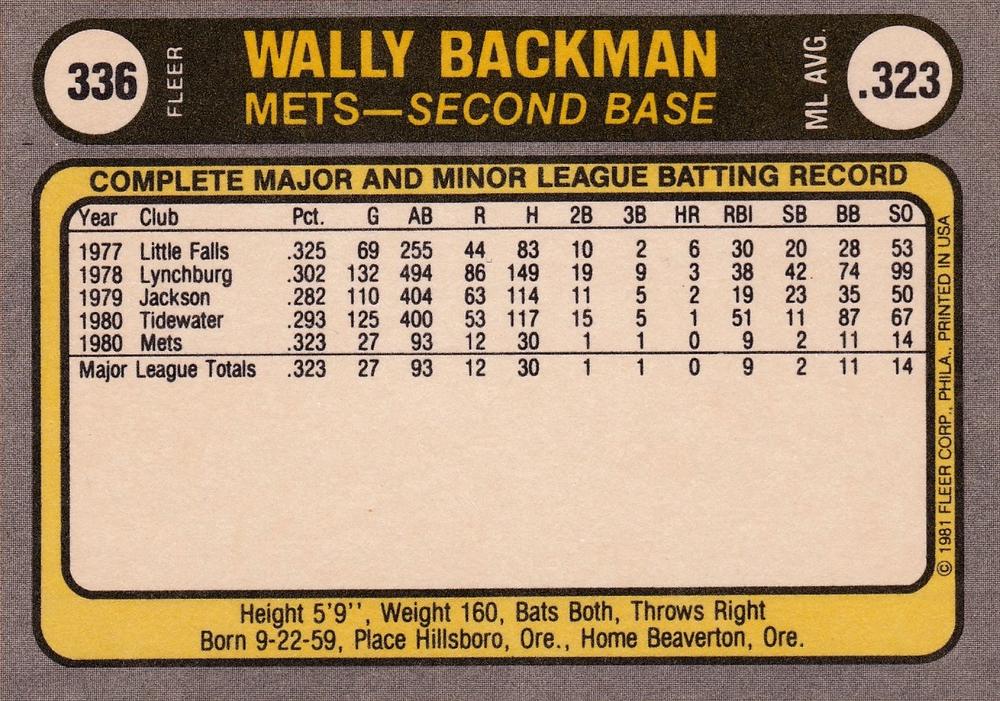 336 FLEER WALLY BACKMAN ML AVG. .323
METS—SECOND BASE
COMPLETE MAJOR AND MINOR LEAGUE BATTING RECORD
Year Club Pct. G AB R H 2B 3B HR RBI SB BB SO
1977 Little Falls .325 69 255 44 83 10 2 6 30 20 28 53
1978 Lynchburg .302 132 494 86 149 19 9 3 38 42 74 99
1979 Jackson .282 110 404 63 114 11 5 2 19 23 35 50
1980 Tidewater .293 125 400 53 117 15 5 1 51 11 87 67
1980 Mets .323 27 93 12 30 1 1 0 9 2 11 14
Major League Totals .323 27 93 12 30 1 1 0 9 2 11 14
Height 5'9'', Weight 160, Bats Both, Throws Right
Born 9-22-59, Place Hillsboro, Ore., Home Beaverton, Ore.
© 1981 FLEER CORP., PHILA., PRINTED IN USA